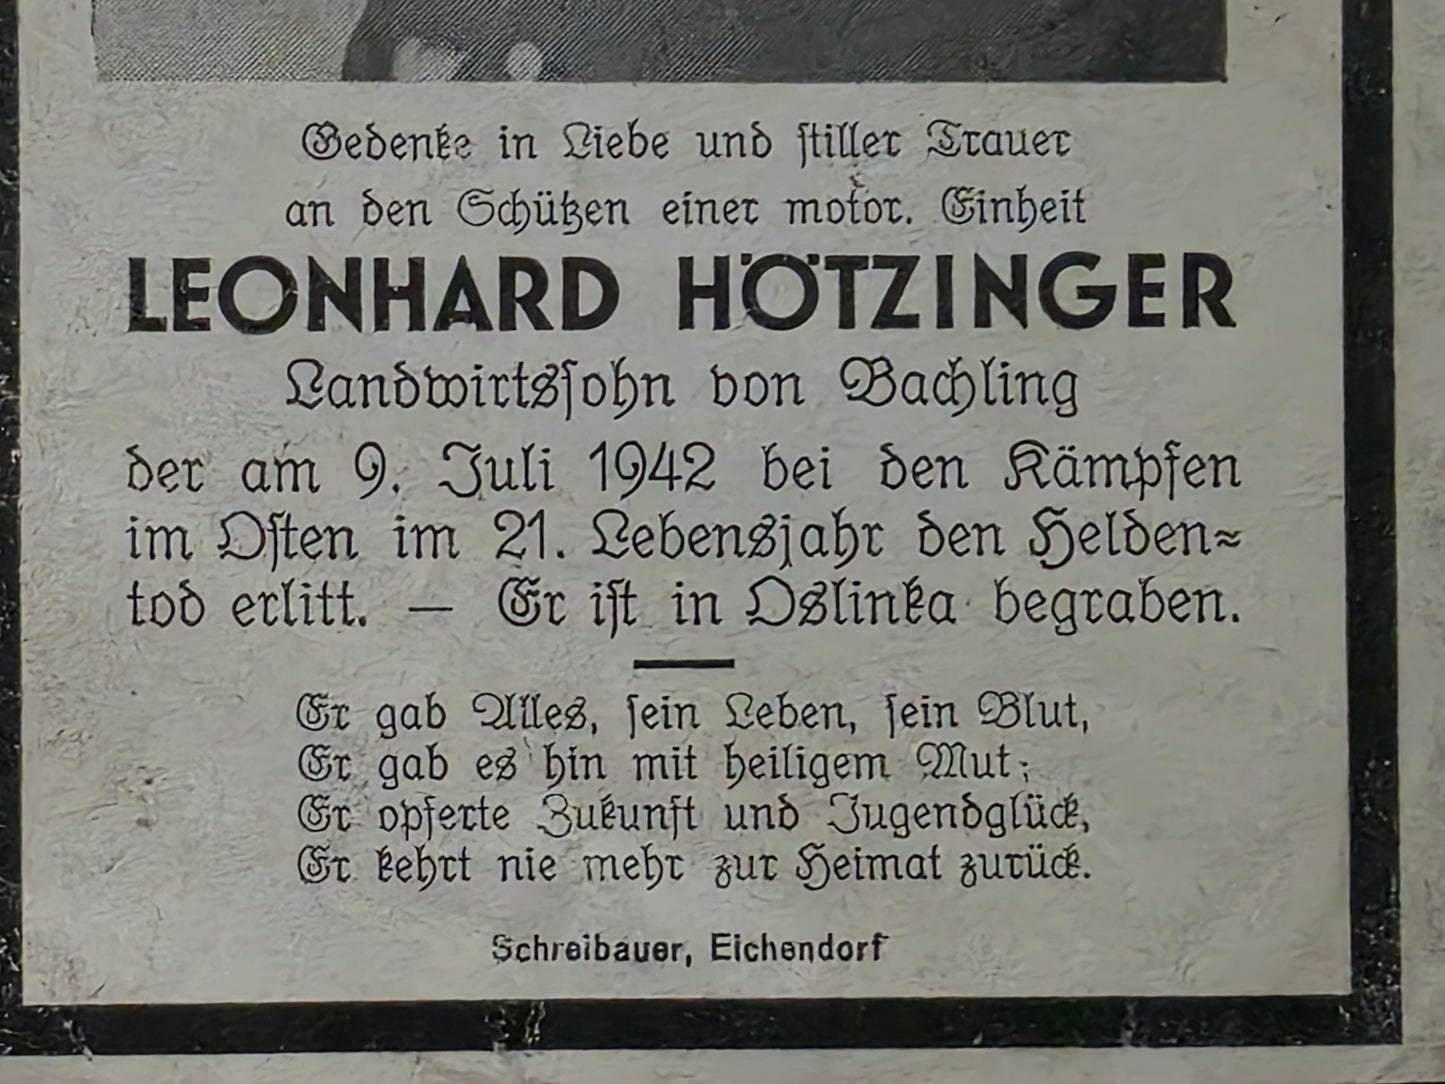 Gedenke in Liebe und stiller Trauer
an den Schützen einer motor. Einheit
LEONHARD HÖTZINGER
Landwirtssohn von Bachling
der am 9. Juli 1942 bei den Kämpfen
im Osten im 21. Lebensjahr den Helden=
tod erlitt. — Er ist in Oslinka begraben.
Er gab Alles, sein Leben, sein Blut,
Er gab es hin mit heiligem Mut;
Er opferte Zukunft und Jugendglück,
Er kehrt nie mehr zur Heimat zurück.
Schreibauer, Eichendorf